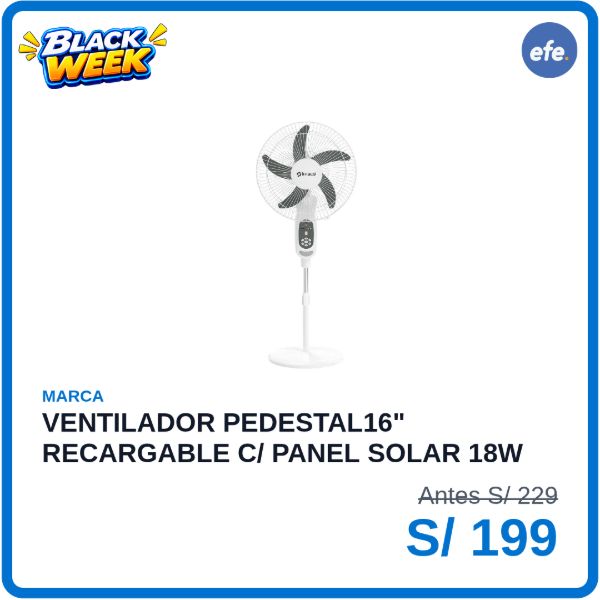 BLACK
WEEK
efe.
MARCA
VENTILADOR PEDESTAL16"
RECARGABLE C/ PANEL SOLAR 18W
Antes S/ 229
S/ 199